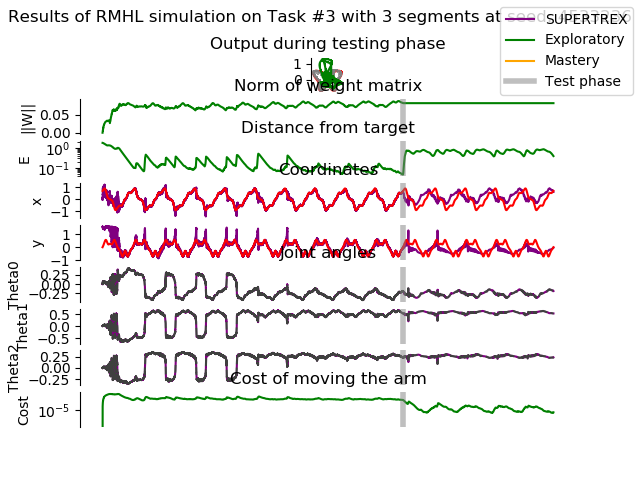 Results of RMHL simulation on Task #3 with 3 segments at
SUPERTREX
Exploratory
Mastery
Test phase
Output during testing phase
1
0
Norm of weight matrix
||W||
0.05
0.00
Distance from target
E
10⁰
10⁻¹
Coordinates
x
1
0
−1
y
1
0
−1
Joint angles
Theta0
0.25
0.00
−0.25
Theta1
0.5
0.0
−0.5
Theta2
0.25
0.00
−0.25
Cost of moving the arm
Cost
10⁻⁵